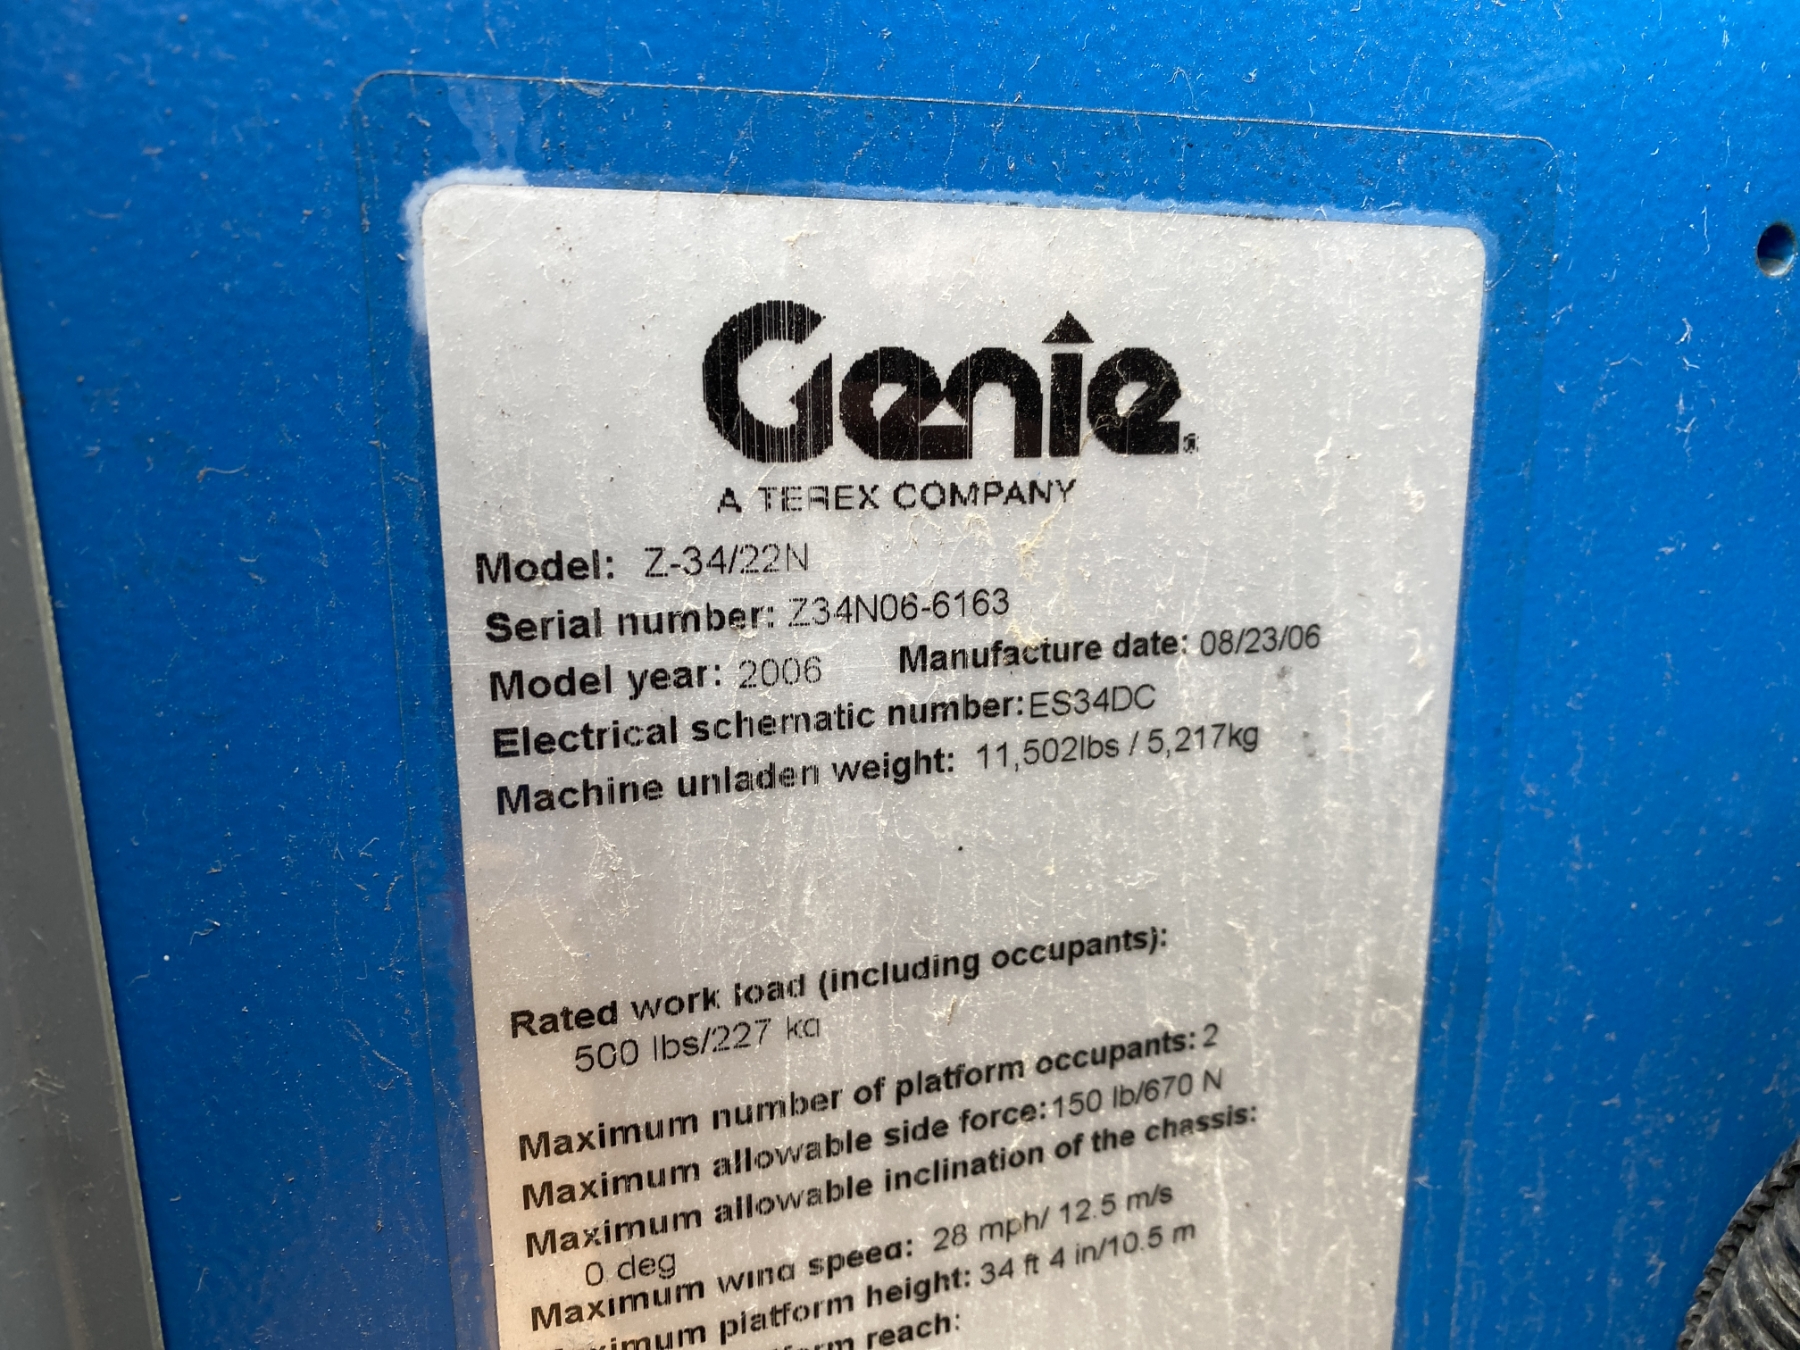 Genie
A TEREX COMPANY
Model: Z-34/22N
Serial number: Z34N06-6163
Model year: 2006 Manufacture date: 08/23/06
Electrical schematic number:ES34DC
Machine unladen weight: 11,502lbs / 5,217kg
Rated work load (including occupants):
500 lbs/227 kg
Maximum number of platform occupants: 2
Maximum allowable side force:150 lb/670 N
Maximum allowable inclination of the chassis:
0 deg
Maximum wind speed: 28 mph/ 12.5 m/s
Maximum platform height: 34 ft 4 in/10.5 m
reach: